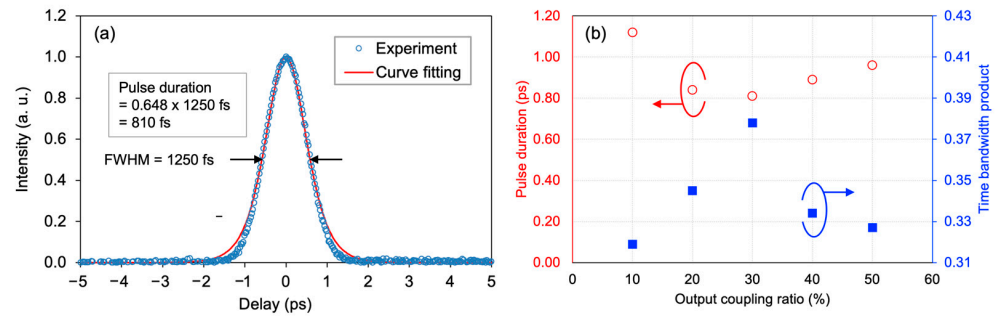 (a)
Experiment
Curve fitting
Pulse duration
= 0.648 x 1250 fs
= 810 fs
FWHM = 1250 fs
Intensity (a. u.)
1.2
1.0
0.8
0.6
0.4
0.2
0.0
−5 −4 −3 −2 −1 0 1 2 3 4 5
Delay (ps)
(b)
Pulse duration (ps)
1.20
1.00
0.80
0.60
0.40
0.20
0.00
0 10 20 30 40 50 60
Output coupling ratio (%)
0.43
0.41
0.39
0.37
0.35
0.33
0.31
Time bandwidth product